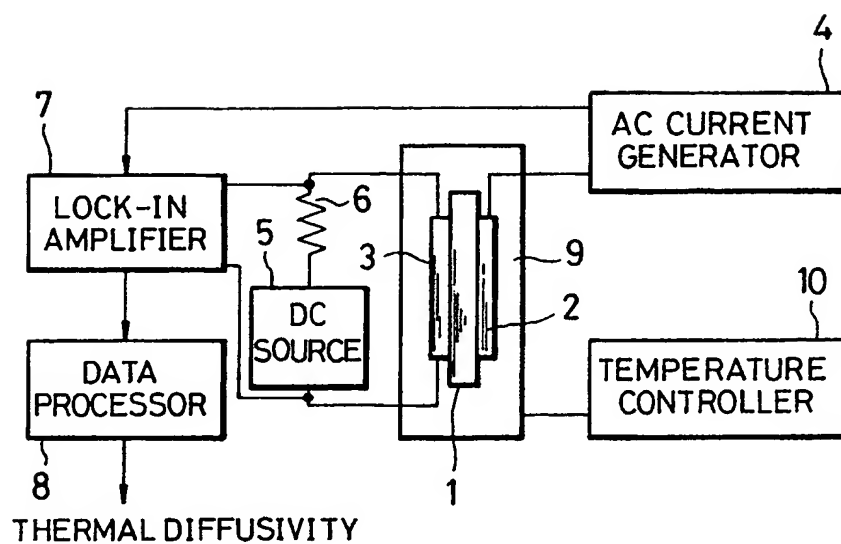 4
7
AC CURRENT
GENERATOR
LOCK-IN
AMPLIFIER
6
5
3
9
DC
SOURCE
2
10
DATA
PROCESSOR
TEMPERATURE
CONTROLLER
8
1
THERMAL DIFFUSIVITY